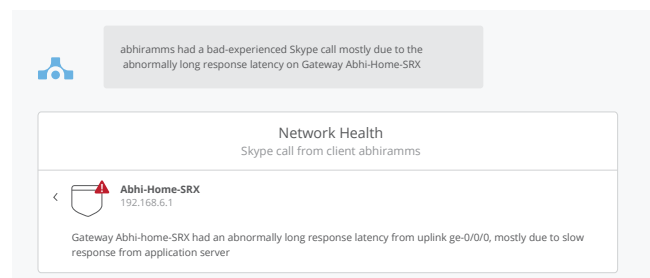 abhiramms had a bad-experienced Skype call mostly due to the
abnormally long response latency on Gateway Abhi-Home-SRX
Network Health
Skype call from client abhiramms
Abhi-Home-SRX
192.168.6.1
Gateway Abhi-home-SRX had an abnormally long response latency from uplink ge-0/0/0, mostly due to slow
response from application server